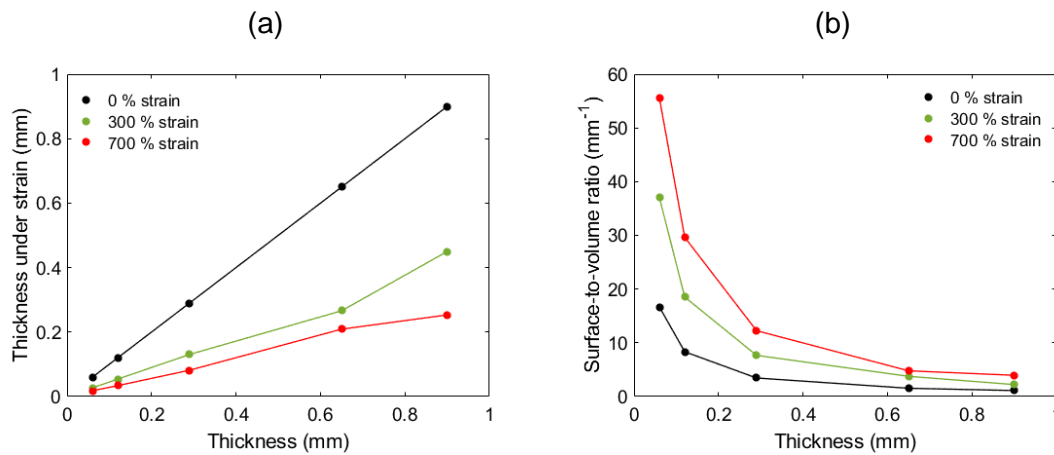 (a)
1
0.8
0.6
0.4
0.2
0
0 0.2 0.4 0.6 0.8 1
Thickness under strain (mm)
Thickness (mm)
0 % strain
300 % strain
700 % strain
(b)
60
50
40
30
20
10
0
0 0.2 0.4 0.6 0.8 1
Surface-to-volume ratio (mm⁻¹)
Thickness (mm)
0 % strain
300 % strain
700 % strain